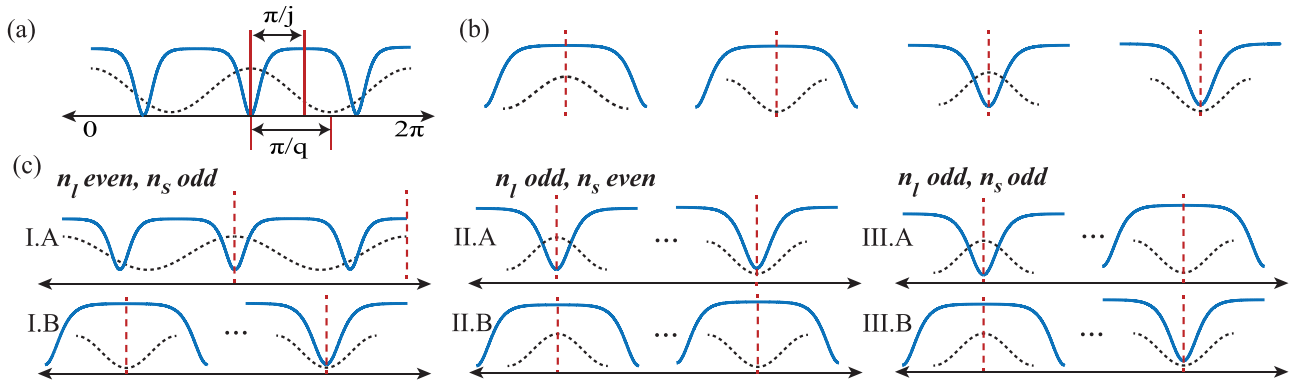 (a)
π/j
0
2π
π/q
(b)
(c)
n_l even, n_s odd
n_l odd, n_s even
n_l odd, n_s odd
I.A
II.A
...
III.A
...
I.B
...
II.B
...
III.B
...